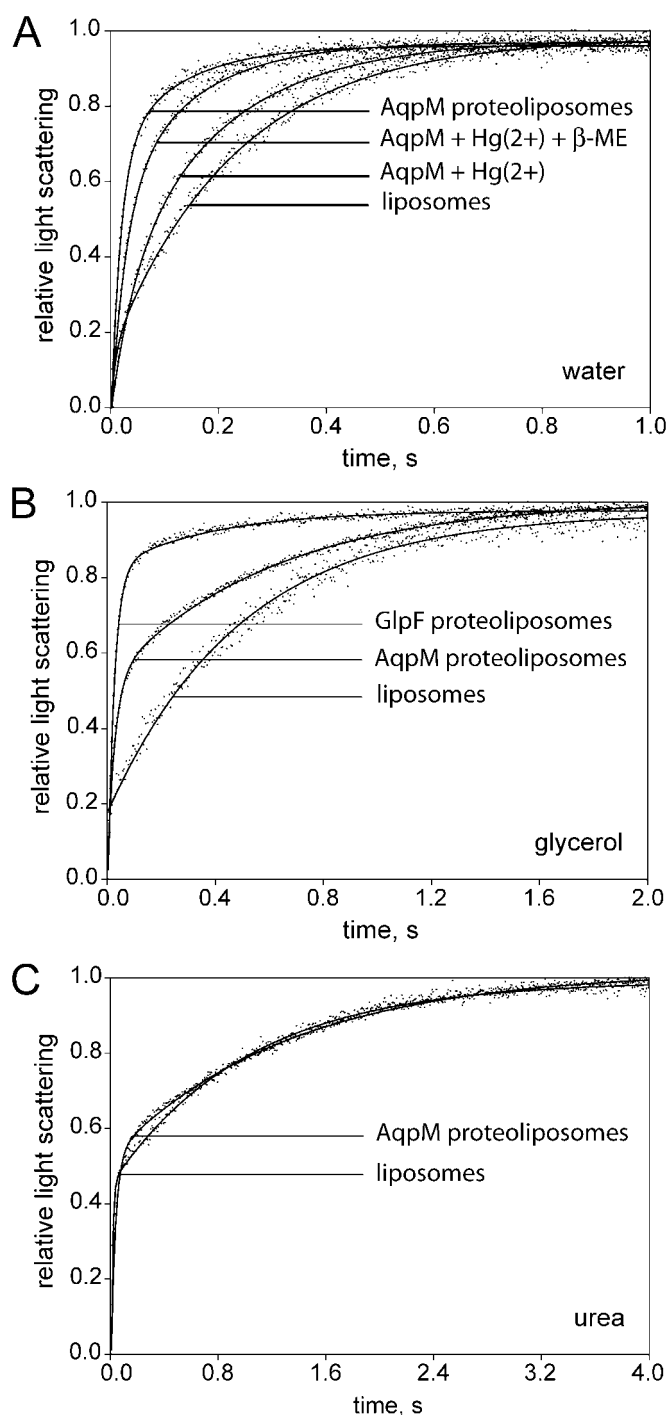 A
1.0
0.8
0.6
0.4
0.2
0.0
relative light scattering
AqpM proteoliposomes
AqpM + Hg(2+) + β-ME
AqpM + Hg(2+)
liposomes
water
0.0 0.2 0.4 0.6 0.8 1.0
time, s
B
1.0
0.8
0.6
0.4
0.2
0.0
relative light scattering
GlpF proteoliposomes
AqpM proteoliposomes
liposomes
glycerol
0.0 0.4 0.8 1.2 1.6 2.0
time, s
C
1.0
0.8
0.6
0.4
0.2
0.0
relative light scattering
AqpM proteoliposomes
liposomes
urea
0.0 0.8 1.6 2.4 3.2 4.0
time, s